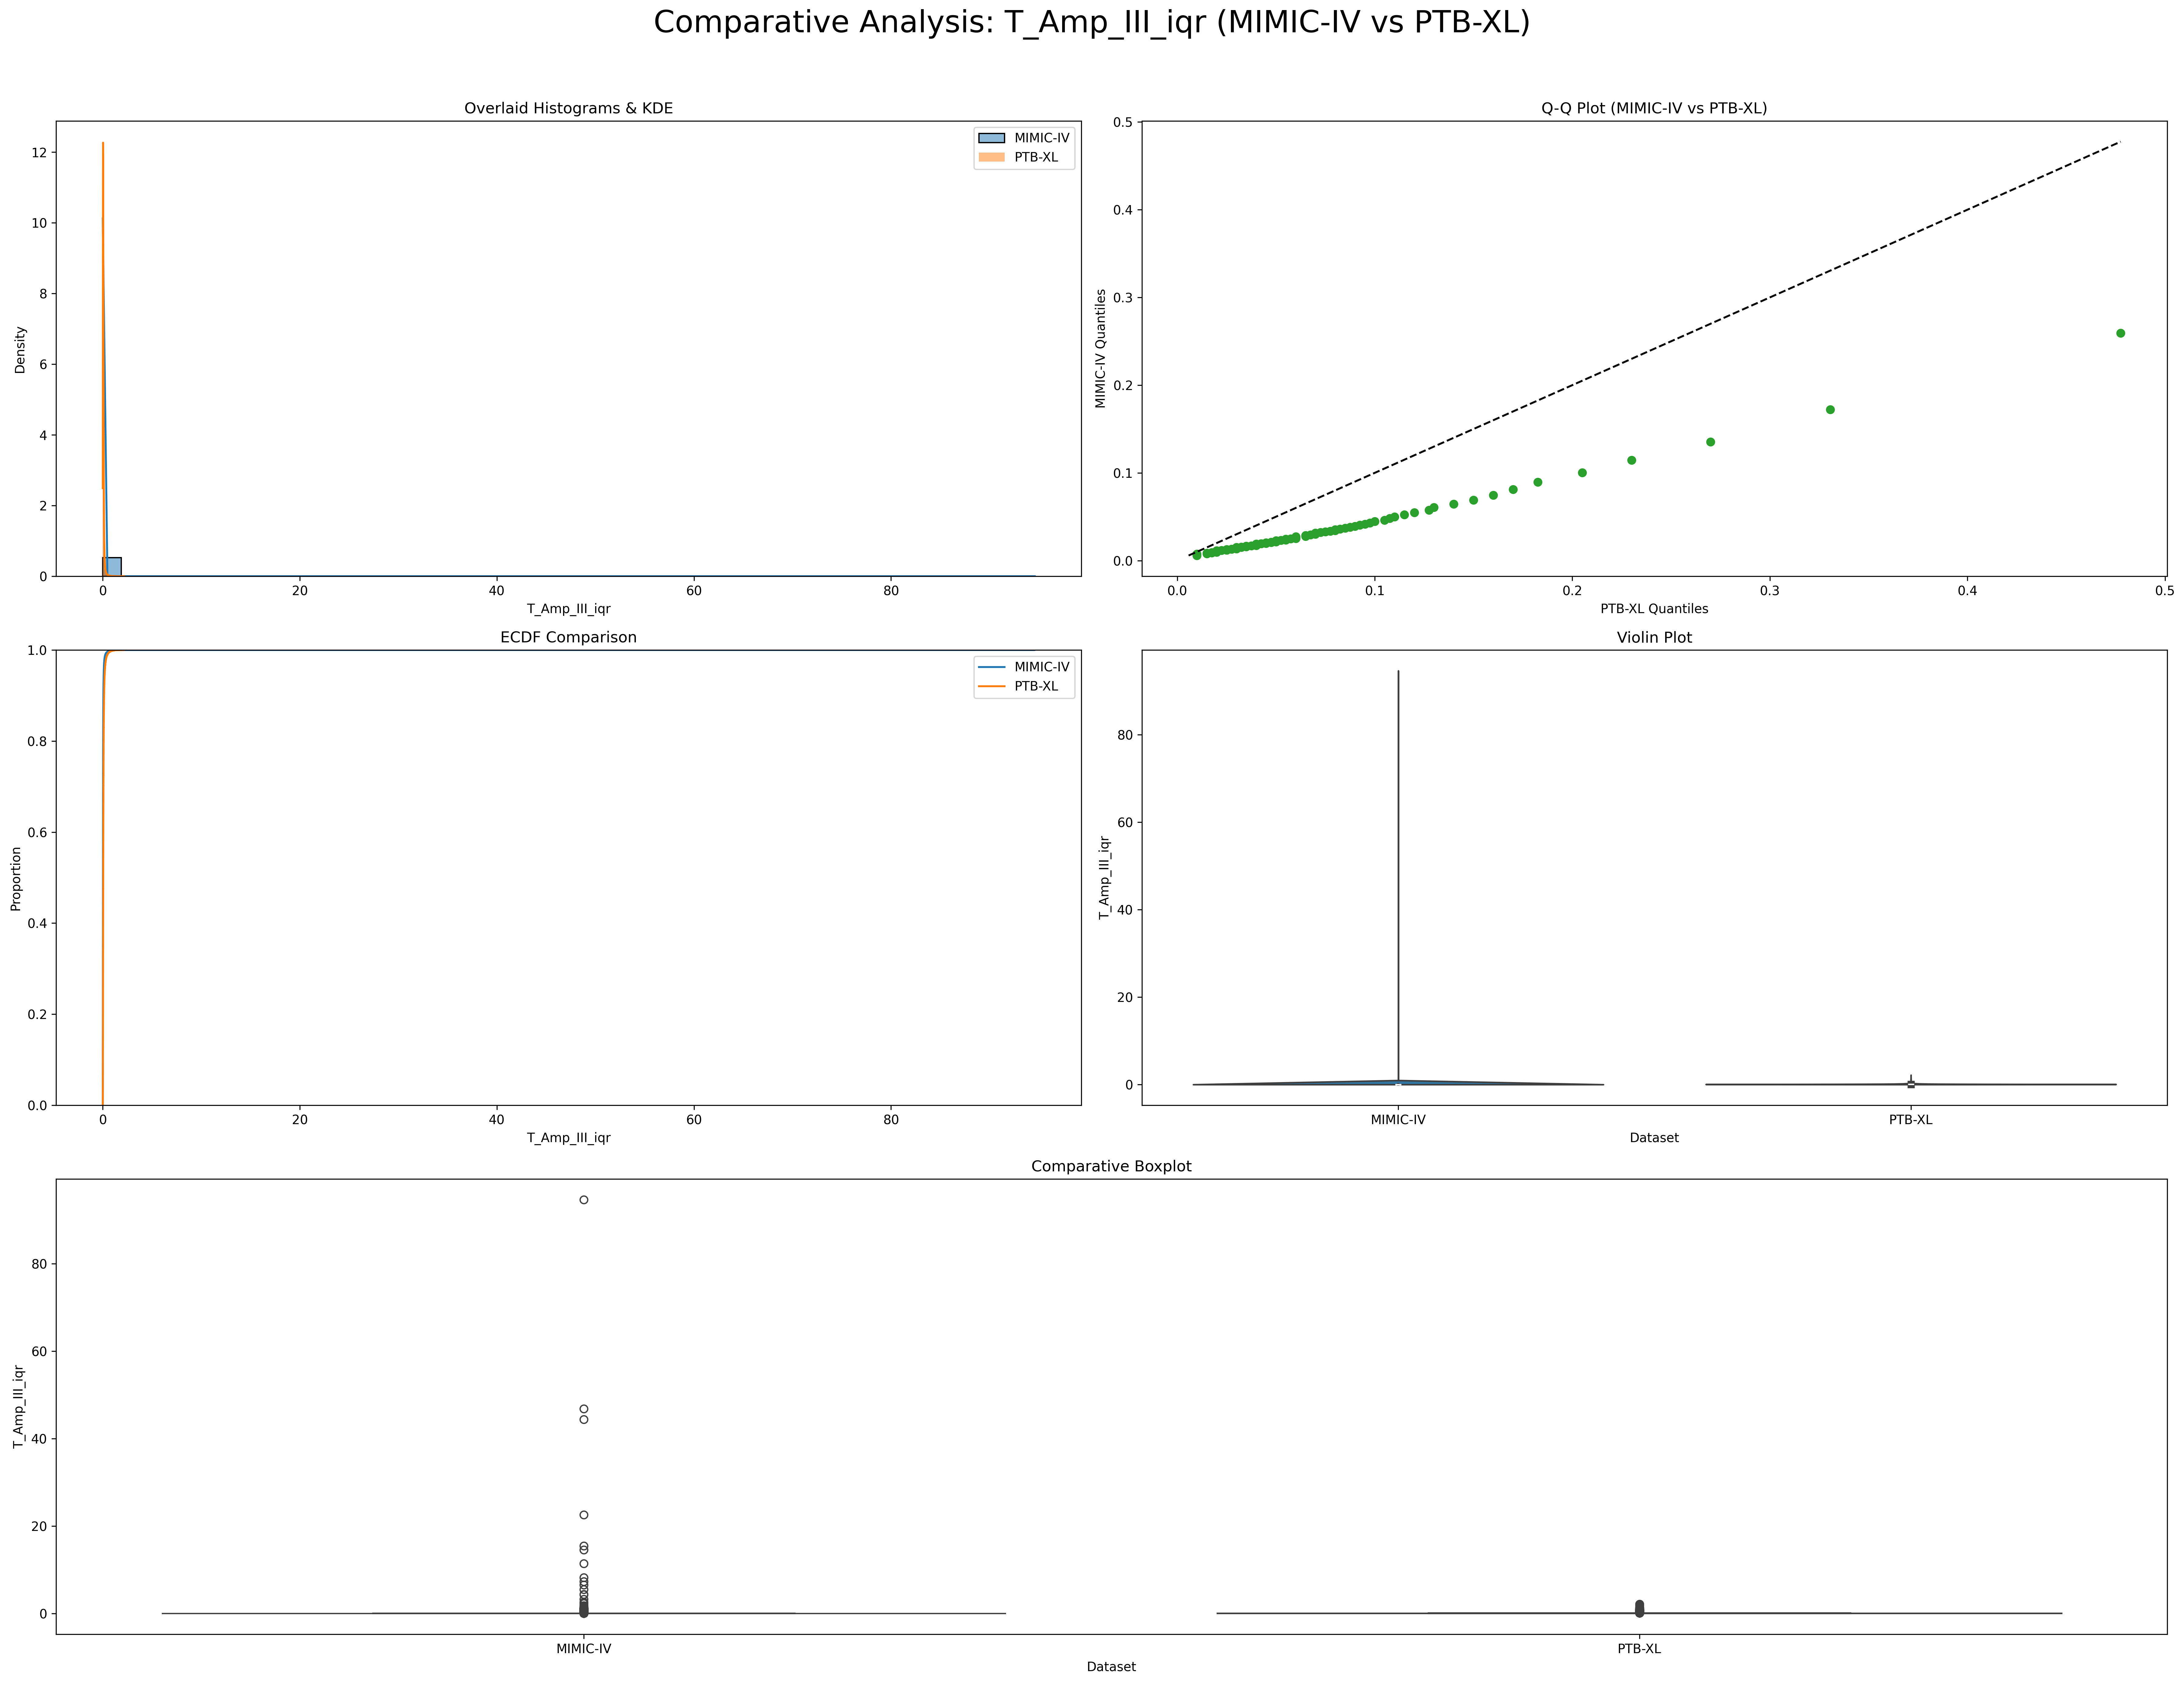 Comparative Analysis: T_Amp_III_iqr (MIMIC-IV vs PTB-XL)
Overlaid Histograms & KDE
Density
12
10
8
6
4
2
0
0 20 40 60 80
T_Amp_III_iqr
MIMIC-IV
PTB-XL
Q-Q Plot (MIMIC-IV vs PTB-XL)
MIMIC-IV Quantiles
0.5
0.4
0.3
0.2
0.1
0.0
0.0 0.1 0.2 0.3 0.4 0.5
PTB-XL Quantiles
ECDF Comparison
Proportion
1.0
0.8
0.6
0.4
0.2
0.0
0 20 40 60 80
T_Amp_III_iqr
MIMIC-IV
PTB-XL
Violin Plot
T_Amp_III_iqr
80
60
40
20
0
MIMIC-IV PTB-XL
Dataset
Comparative Boxplot
T_Amp_III_iqr
80
60
40
20
0
MIMIC-IV PTB-XL
Dataset